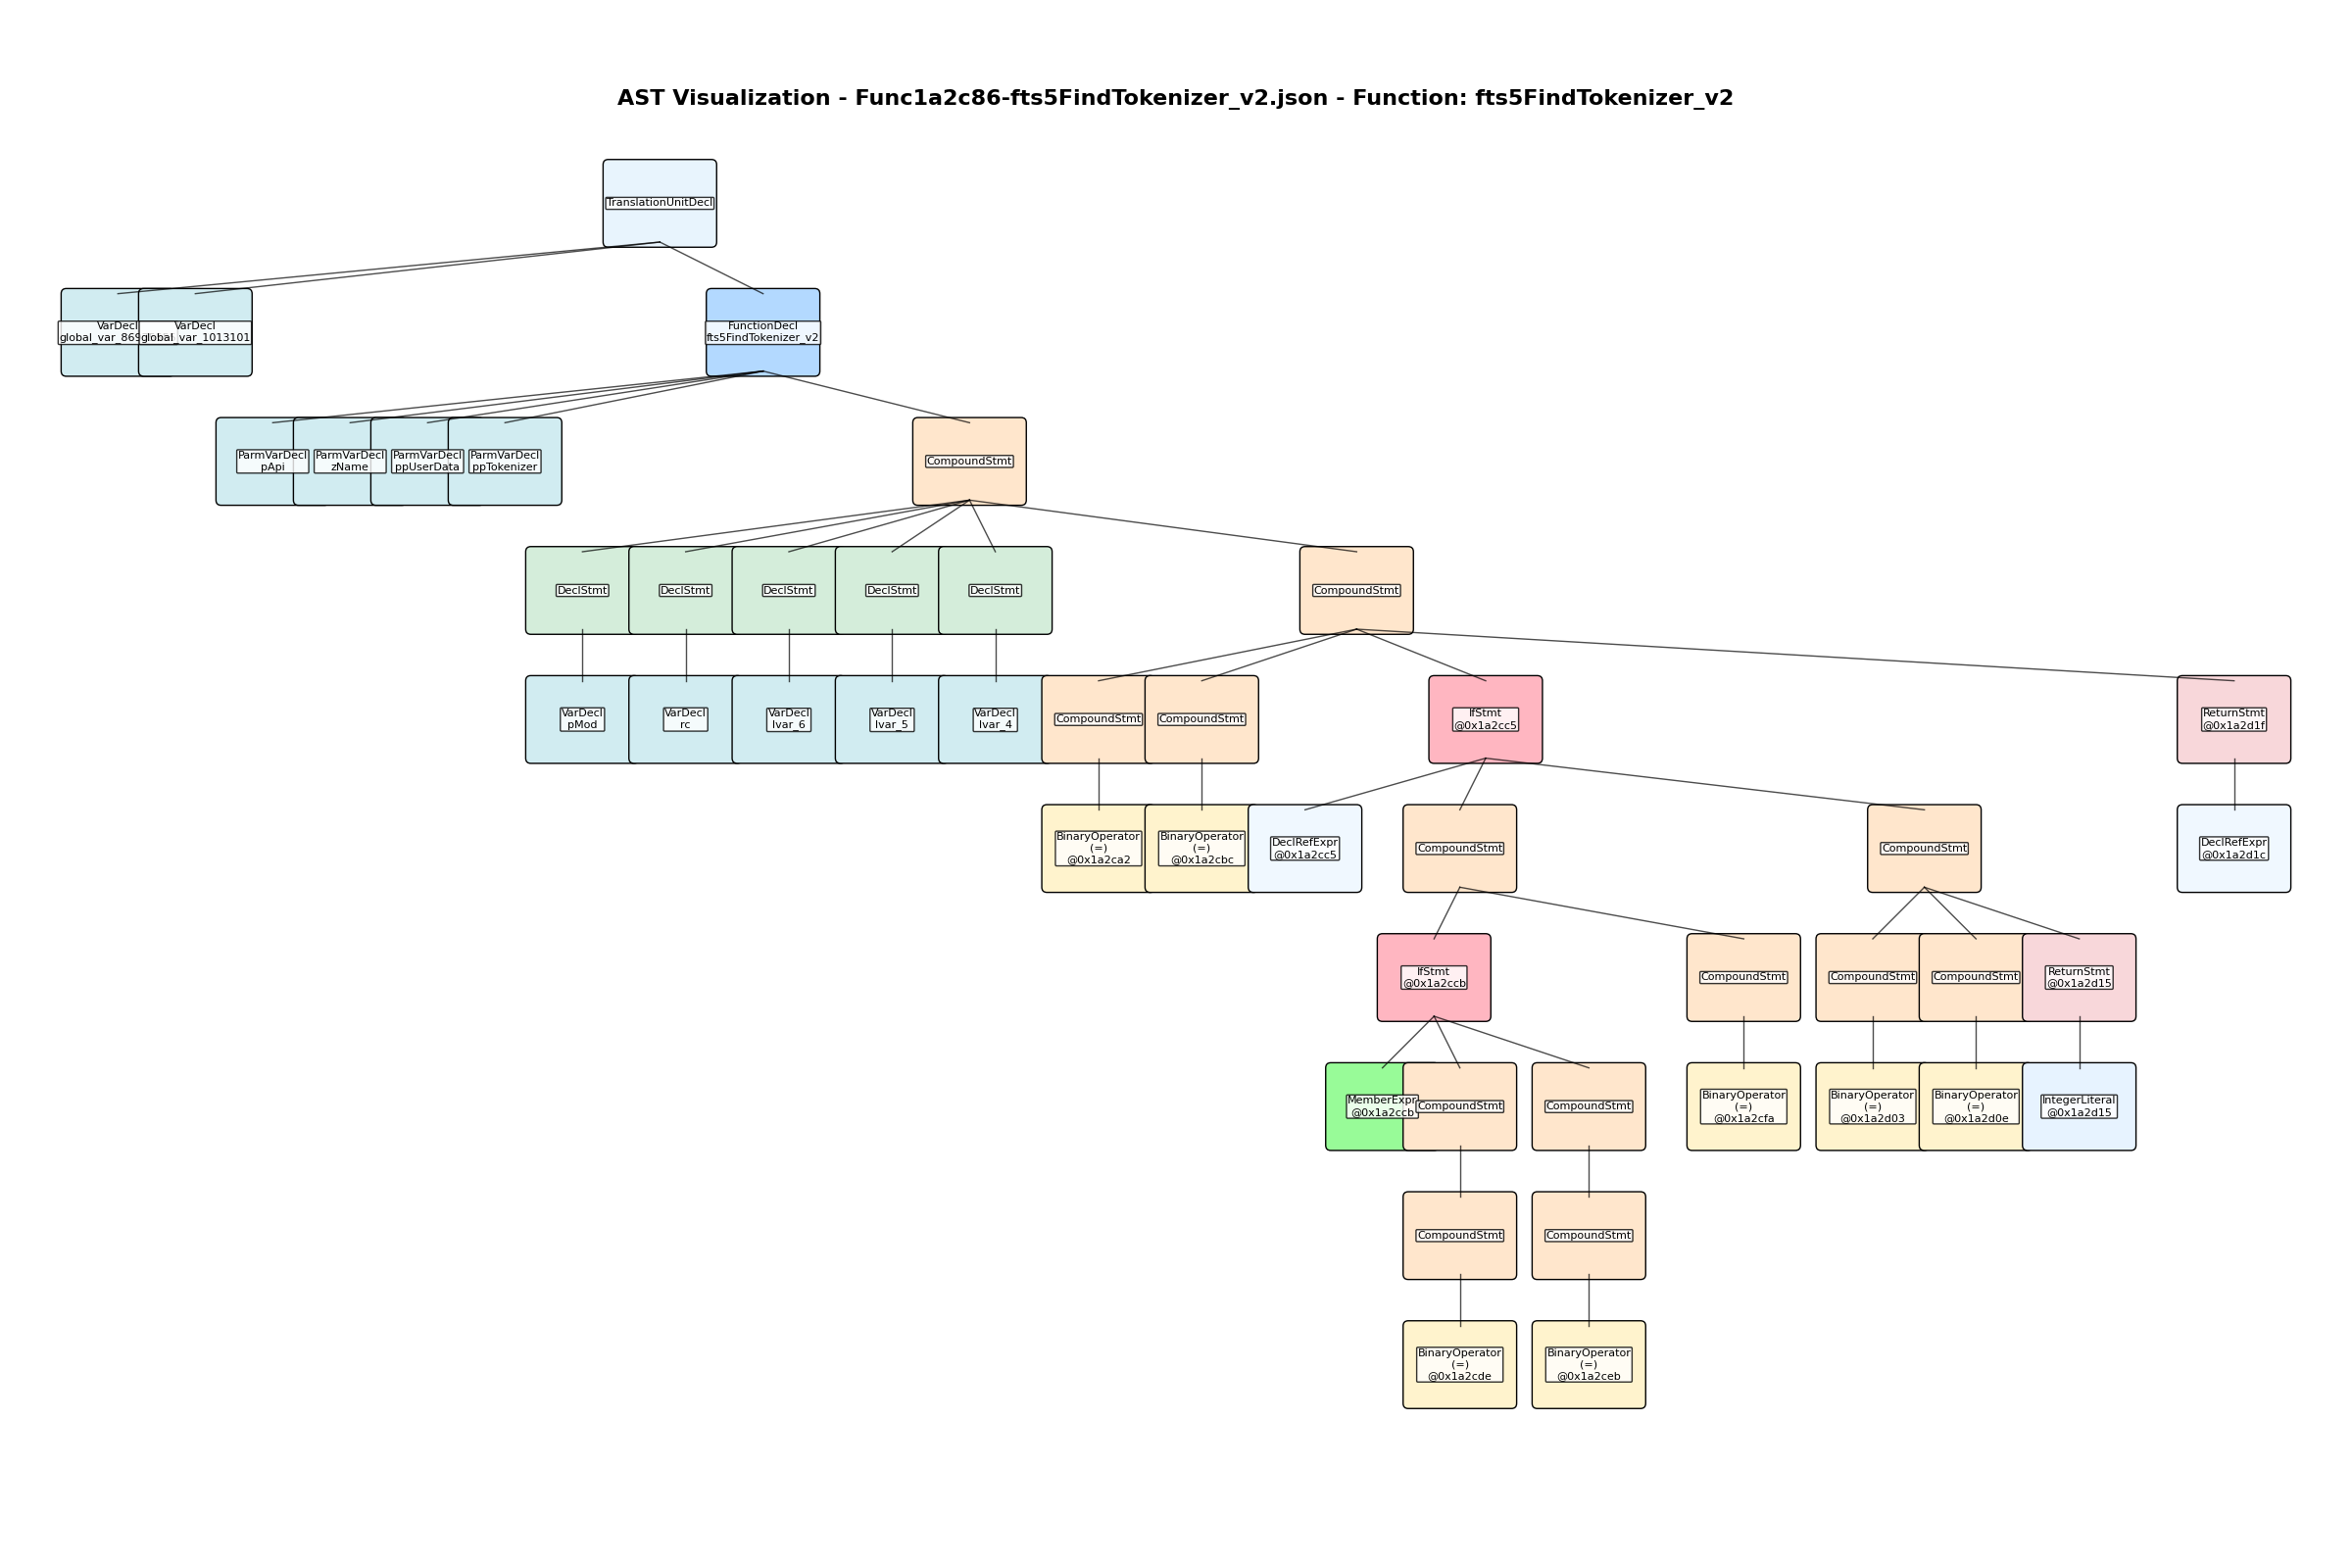 AST Visualization - Func1a2c86-fts5FindTokenizer_v2.json - Function: fts5FindTokenizer_v2
TranslationUnitDecl
VarDecl
VarDecl
global_var_1013101
FunctionDecl
fts5FindTokenizer_v2
ParmVarDecl
pApi
ParmVarDecl
zName
ParmVarDecl
ppUserData
ParmVarDecl
ppTokenizer
CompoundStmt
DeclStmt
DeclStmt
DeclStmt
DeclStmt
DeclStmt
CompoundStmt
VarDecl
pMod
VarDecl
rc
VarDecl
lvar_6
VarDecl
lvar_5
VarDecl
lvar_4
CompoundStmt
CompoundStmt
IfStmt
@0x1a2cc5
ReturnStmt
@0x1a2d1f
BinaryOperator
(=)
@0x1a2ca2
BinaryOperator
(=)
@0x1a2cbc
DeclRefExpr
@0x1a2cc5
CompoundStmt
CompoundStmt
DeclRefExpr
@0x1a2d1c
IfStmt
@0x1a2ccb
CompoundStmt
CompoundStmt
CompoundStmt
ReturnStmt
@0x1a2d15
MemberExpr
@0x1a2ccb
CompoundStmt
CompoundStmt
BinaryOperator
(=)
@0x1a2cfa
BinaryOperator
(=)
@0x1a2d03
BinaryOperator
(=)
@0x1a2d0e
IntegerLiteral
@0x1a2d15
CompoundStmt
CompoundStmt
BinaryOperator
(=)
@0x1a2cde
BinaryOperator
(=)
@0x1a2ceb